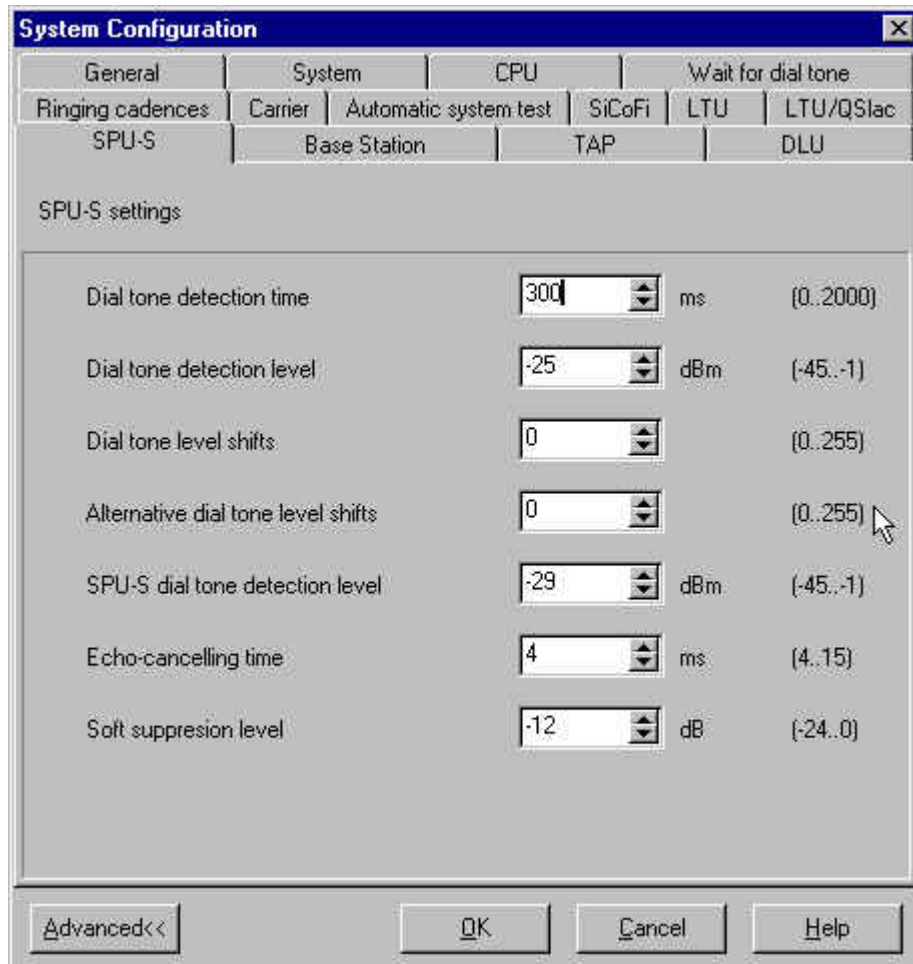 System Configuration
General System CPU Wait for dial tone
Ringing cadences Carrier Automatic system test SiCoFi LTU LTU/QSlac
SPU-S Base Station TAP DLU
SPU-S settings
Dial tone detection time 300 ms (0..2000)
Dial tone detection level -25 dBm (-45..-1)
Dial tone level shifts 0 (0..255)
Alternative dial tone level shifts 0 (0..255)
SPU-S dial tone detection level -29 dBm (-45..-1)
Echo-cancelling time 4 ms (4..15)
Soft suppresion level -12 dB (-24..0)
Advanced<< OK Cancel Help